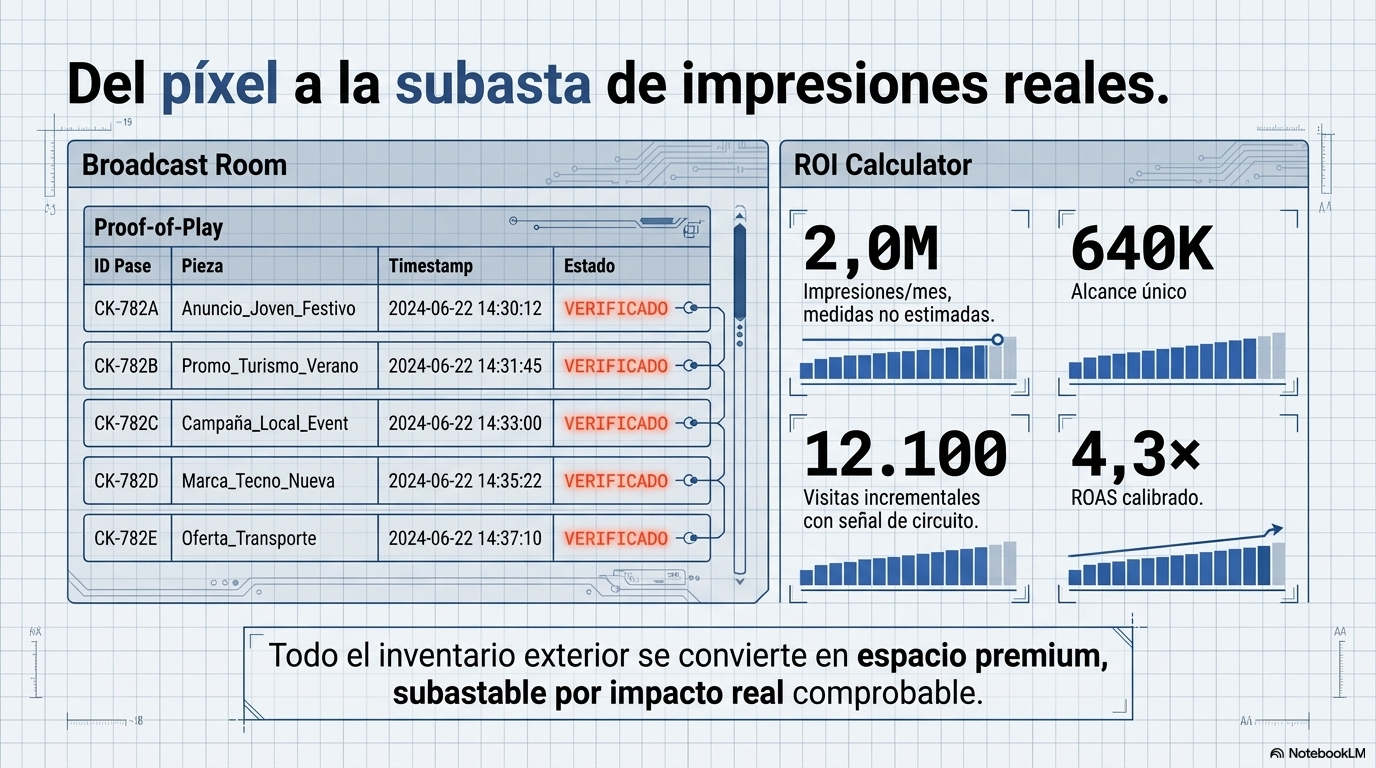 Del píxel a la subasta de impresiones reales.
-19
Broadcast Room
Proof-of-Play
ID Pase Pieza Timestamp Estado
CK-782A Anuncio_Joven_Festivo 2024-06-22 14:30:12 VERIFICADO
CK-782B Promo_Turismo_Verano 2024-06-22 14:31:45 VERIFICADO
CK-782C Campaña_Local_Event 2024-06-22 14:33:00 VERIFICADO
CK-782D Marca_Tecno_Nueva 2024-06-22 14:35:22 VERIFICADO
CK-782E Oferta_Transporte 2024-06-22 14:37:10 VERIFICADO
ROI Calculator
2,0M
Impresiones/mes,
medidas no estimadas.
640K
Alcance único
12.100
Visitas incrementales
con señal de circuito.
4,3×
ROAS calibrado.
Todo el inventario exterior se convierte en espacio premium,
subastable por impacto real comprobable.
AA
-18
NotebookLM